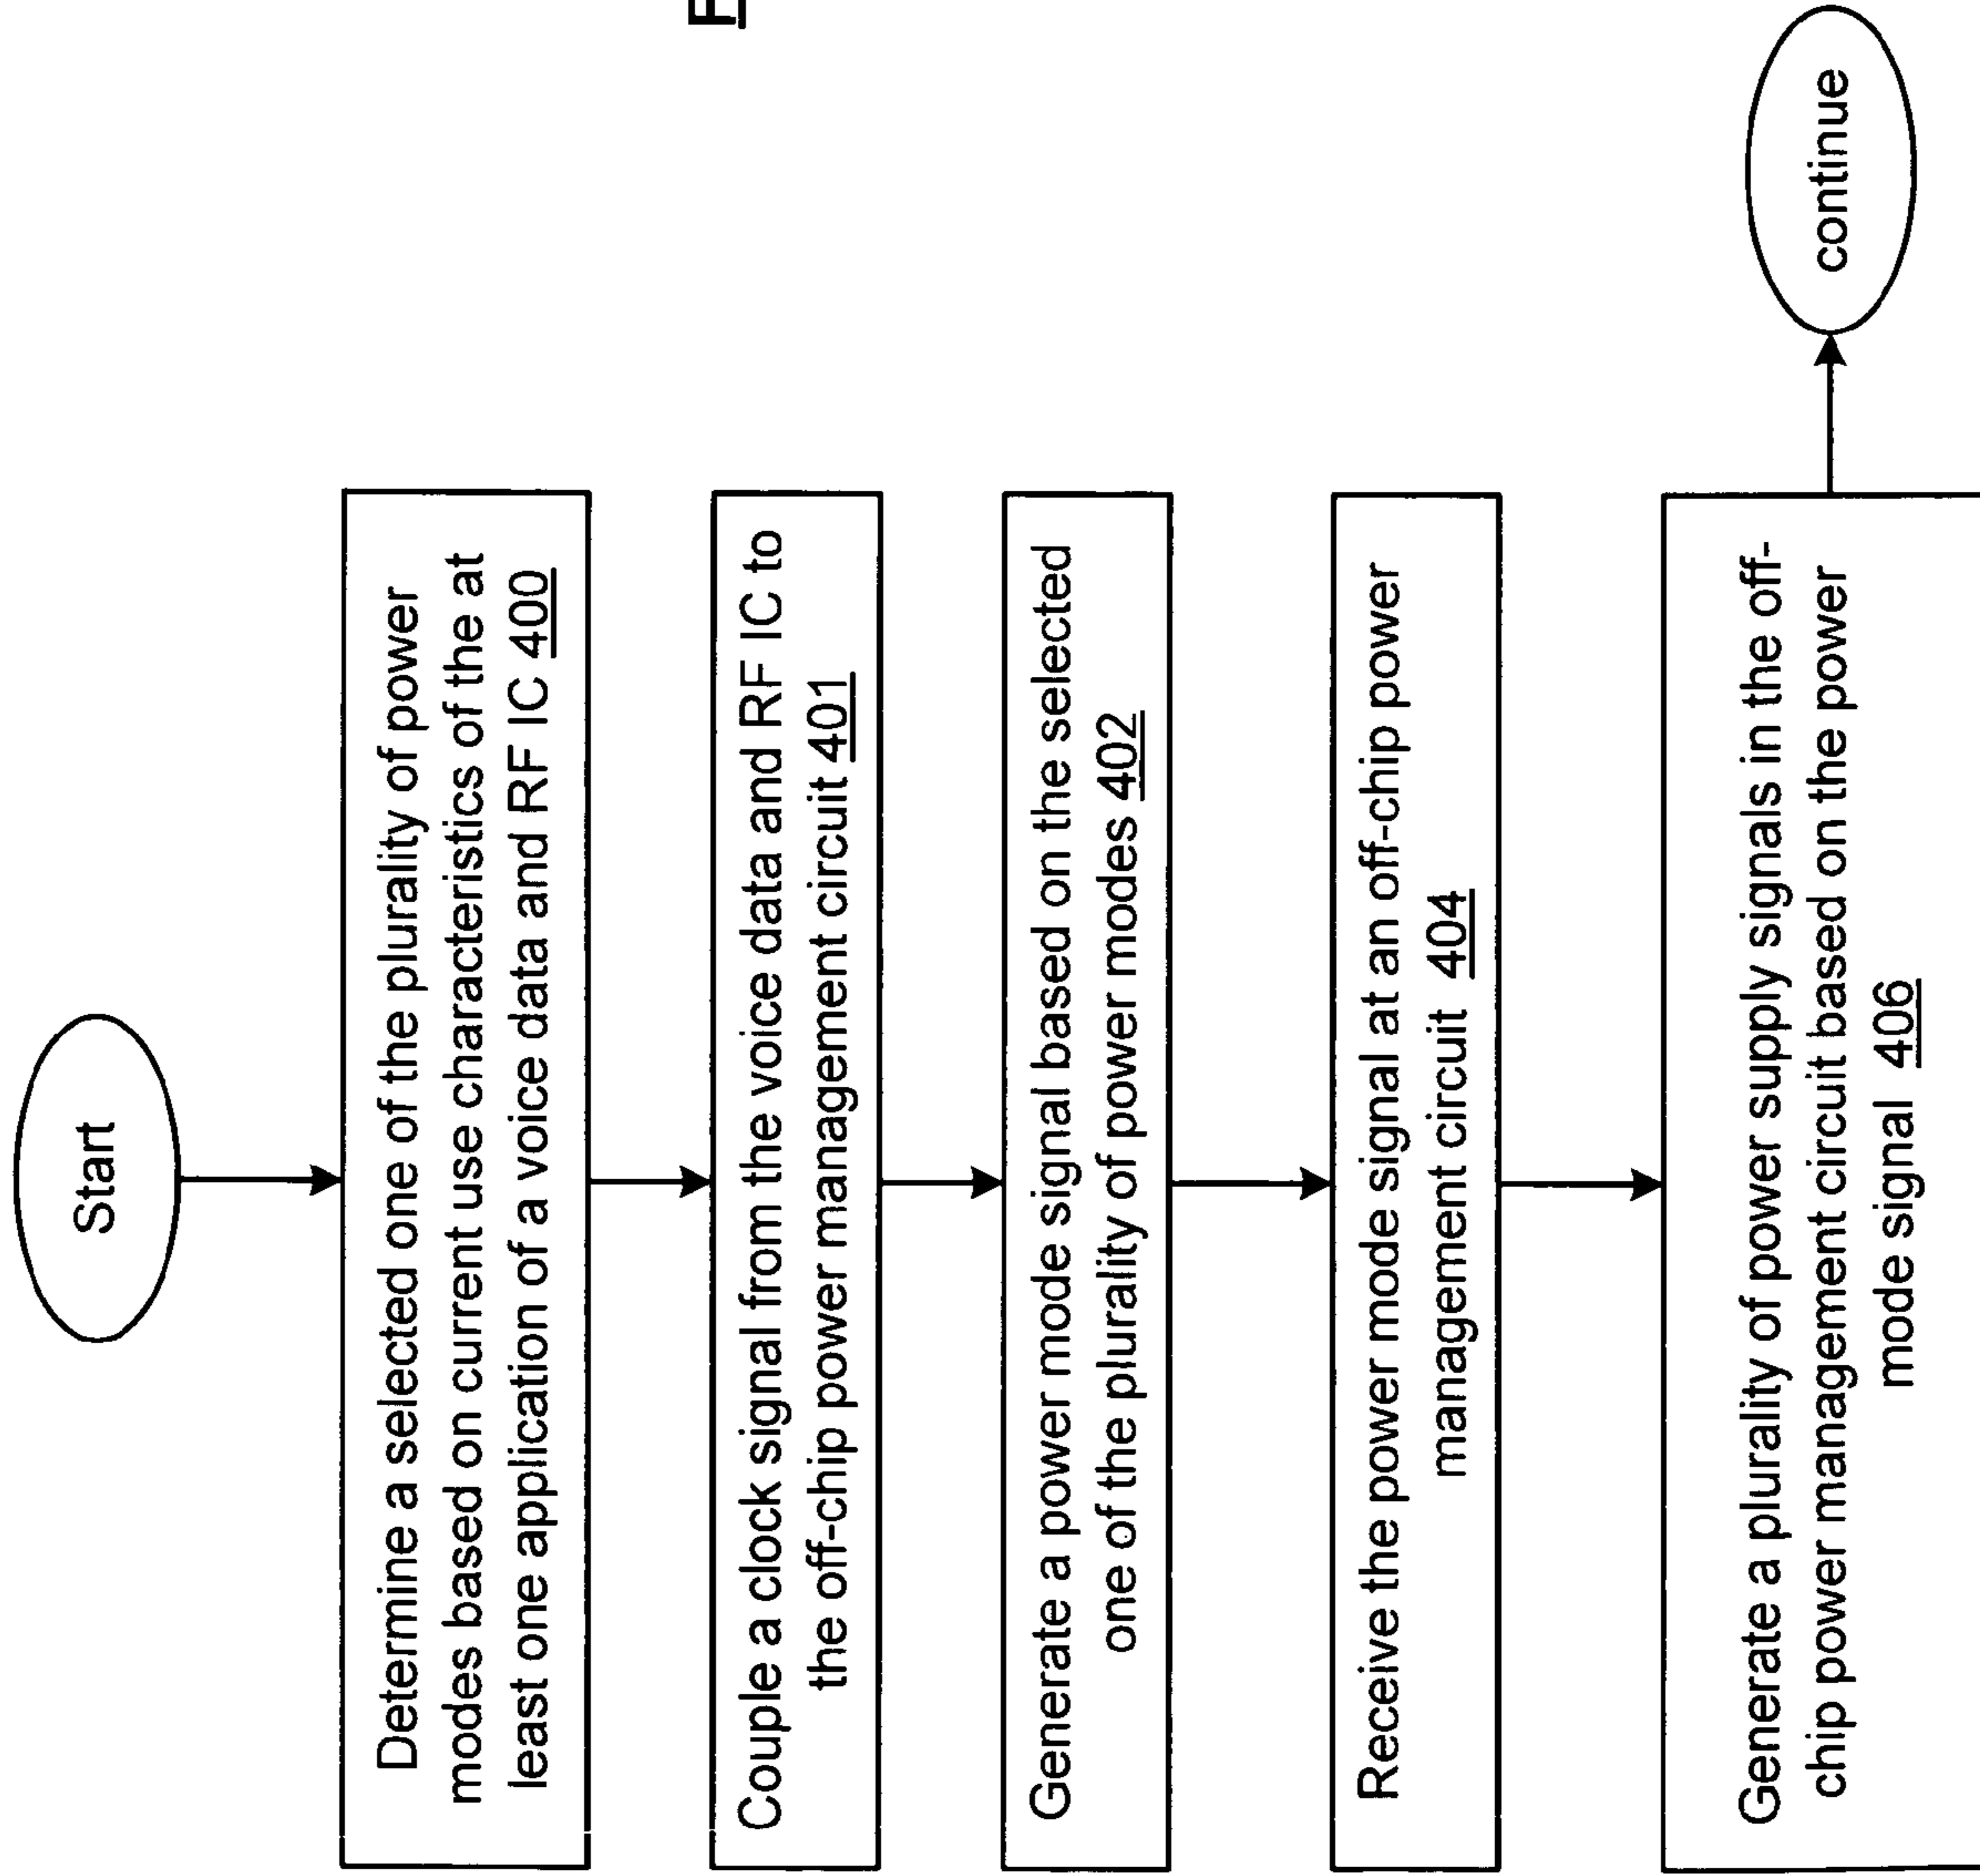 Start
Determine a selected one of the plurality of power
modes based on current use characteristics of the at
least one application of a voice data and RF IC 400
Couple a clock signal from the voice data and RF IC to
the off-chip power management circuit 401
Generate a power mode signal based on the selected
one of the plurality of power modes 402
Receive the power mode signal at an off-chip power
management circuit 404
Generate a plurality of power supply signals in the off-
chip power management circuit based on the power
mode signal 406
continue